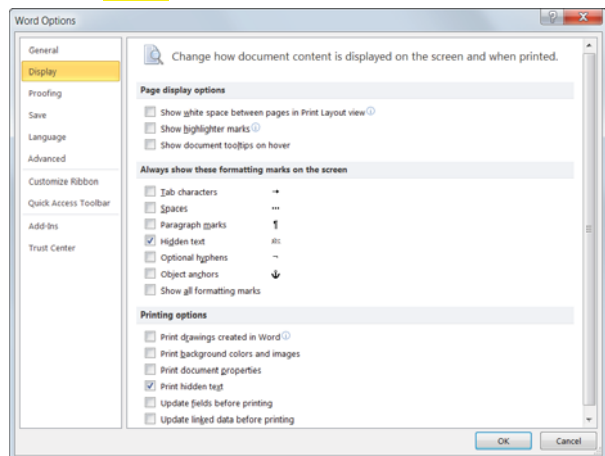 Word Options
General
Display
Proofing
Save
Language
Advanced
Customize Ribbon
Quick Access Toolbar
Add-Ins
Trust Center
Change how document content is displayed on the screen and when printed.
Page display options
Show white space between pages in Print Layout view
Show highlighter marks
Show document tooltips on hover
Always show these formatting marks on the screen
Tab characters →
Spaces ...
Paragraph marks ¶
Hidden text abc
Optional hyphens ¬
Object anchors
Show all formatting marks
Printing options
Print drawings created in Word
Print background colors and images
Print document properties
Print hidden text
Update fields before printing
Update linked data before printing
OK Cancel